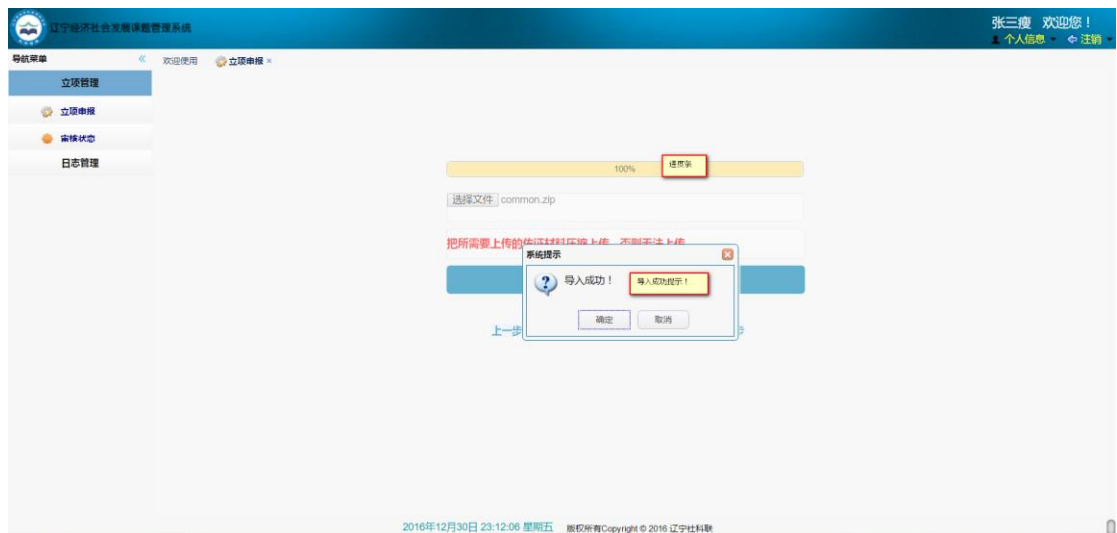 辽宁经济社会发展课题管理系统
张三瘦 欢迎您！
个人信息 注销
导航菜单
欢迎使用 立项申报
立项管理
立项申报
审核状态
日志管理
100% 进度条
选择文件 common.zip
把所需要上传的佐证材料压缩上传，否则无法上传
系统提示
导入成功！ 导入成功提示！
确定 取消
上一步
2016年12月30日 23:12:06 星期五 版权所有Copyright © 2016 辽宁社科联